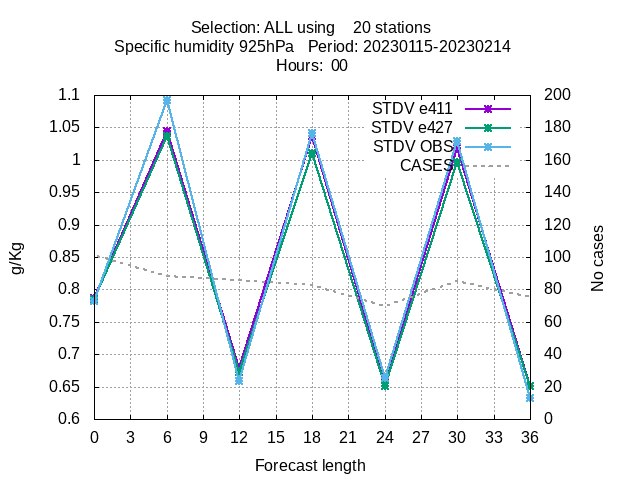 Selection: ALL using    20 stations
Specific humidity 925hPa   Period: 20230115-20230214
Hours:  00
1.1
1.05
1
0.95
0.9
0.85
0.8
0.75
0.7
0.65
0.6
g/Kg
STDV e411
STDV e427
STDV OBS
CASES
200
180
160
140
120
100
80
60
40
20
0
No cases
0 3 6 9 12 15 18 21 24 27 30 33 36
Forecast length